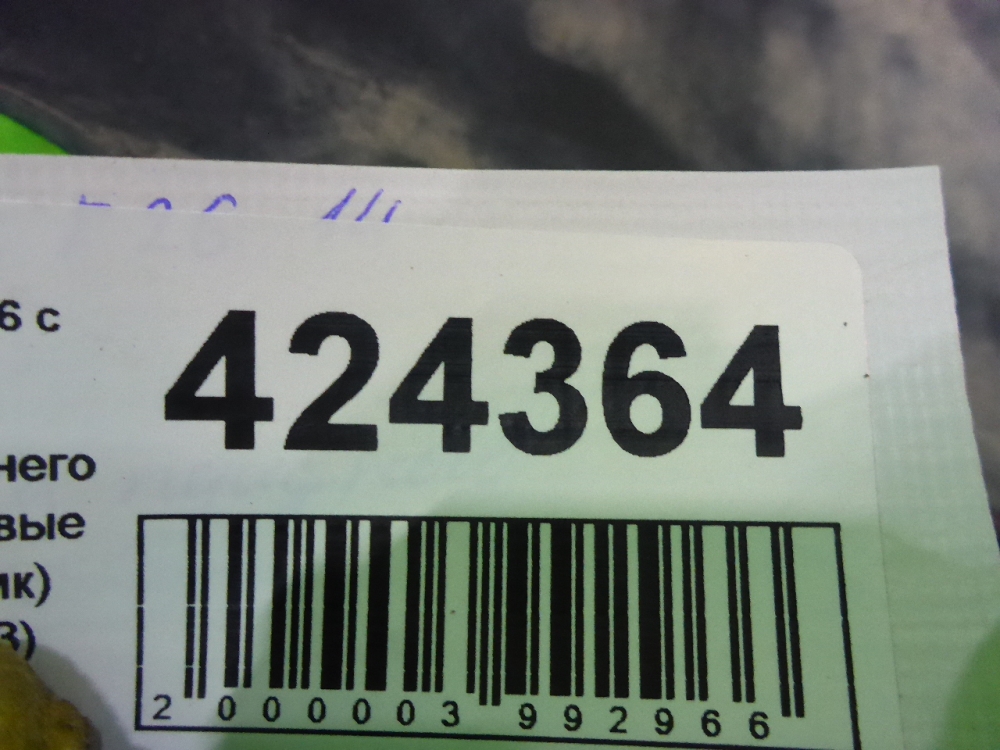 6 с
424364
него
вые
ик)
З)
2 000003 992966